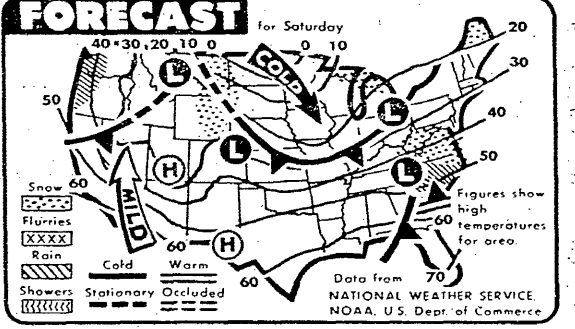 FORECAST
for Saturday
40 30 20 10 0 0 10 20
30
50 40
50
60
L
COLD
L
L
H
L
MILD
H
60 60 60 70
Snow
Flurries
XXXX
Rain
Showers
Cold Warm
Stationary Occluded
Figures show
high
temperatures
for area.
Data from
NATIONAL WEATHER SERVICE,
NOAA, U.S. Dept. of Commerce